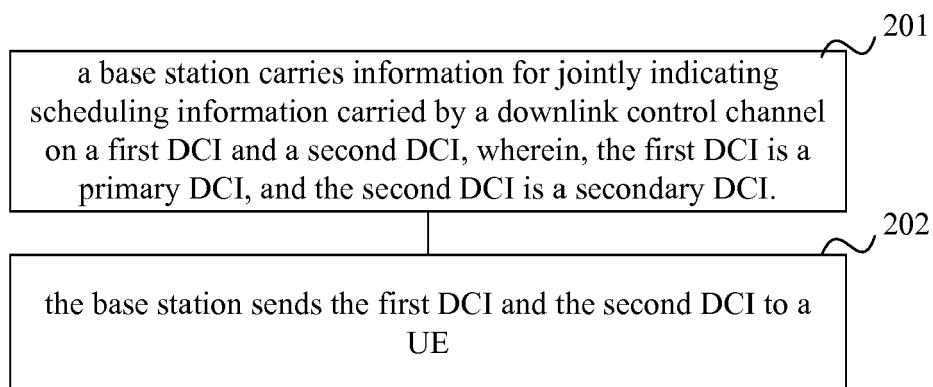 201
a base station carries information for jointly indicating
scheduling information carried by a downlink control channel
on a first DCI and a second DCI, wherein, the first DCI is a
primary DCI, and the second DCI is a secondary DCI.
202
the base station sends the first DCI and the second DCI to a
UE